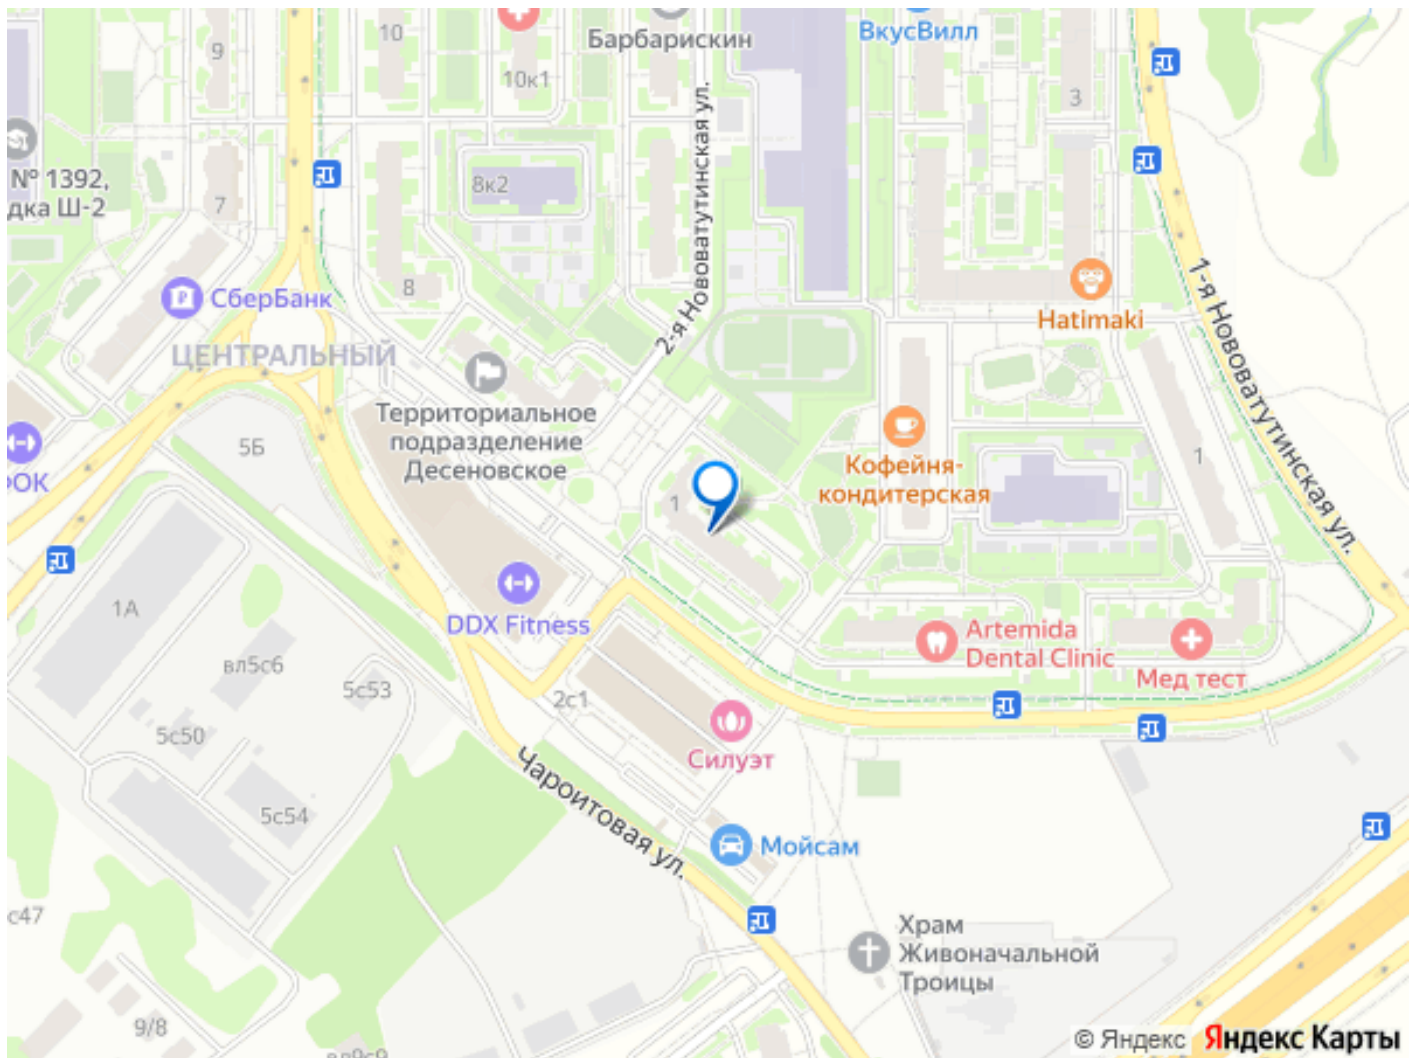 9
10
10к1
Барбарискин
ВкусВилл
3
№ 1392,
дка Ш-2
7
8к2
2-я Нововатутинская ул.
1-я Нововатутинская ул.
СберБанк
8
Hatimaki
ЦЕНТРАЛЬНЫЙ
Территориальное
подразделение
Десеновское
5Б
ФОК
1
Кофейня-
кондитерская
1
1А
DDX Fitness
Artemida
Dental Clinic
Мед тест
вл5с6
5с53
2с1
5с50
Силуэт
5с54
Чароитовая ул.
Мойсам
с47
Храм
Живоначальной
Троицы
9/8
вл9с9
© Яндекс Яндекс Карты